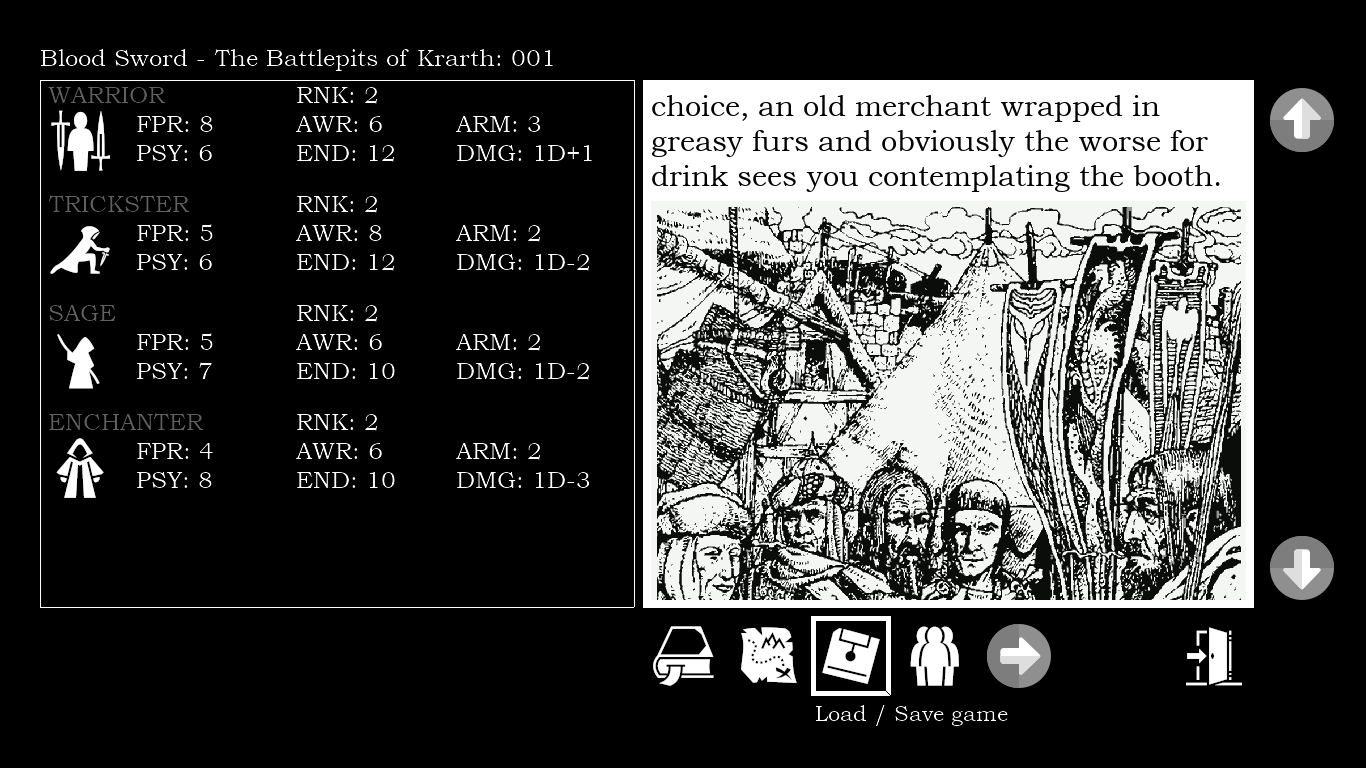 Blood Sword - The Battlepits of Krarth: 001
WARRIOR RNK: 2
FPR: 8 AWR: 6 ARM: 3
PSY: 6 END: 12 DMG: 1D+1
TRICKSTER RNK: 2
FPR: 5 AWR: 8 ARM: 2
PSY: 6 END: 12 DMG: 1D-2
SAGE RNK: 2
FPR: 5 AWR: 6 ARM: 2
PSY: 7 END: 10 DMG: 1D-2
ENCHANTER RNK: 2
FPR: 4 AWR: 6 ARM: 2
PSY: 8 END: 10 DMG: 1D-3
choice, an old merchant wrapped in
greasy furs and obviously the worse for
drink sees you contemplating the booth.
Load / Save game